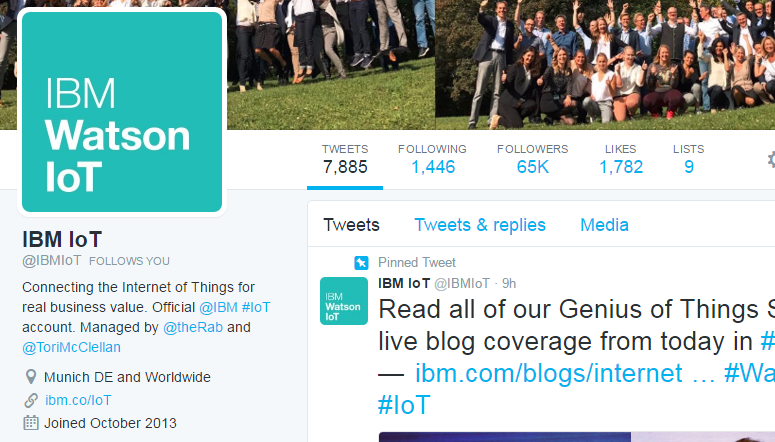 IBM
Watson
IoT
TWEETS FOLLOWING FOLLOWERS LIKES LISTS
7,885 1,446 65K 1,782 9
IBM IoT
@IBMIoT FOLLOWS YOU
Connecting the Internet of Things for
real business value. Official @IBM #IoT
account. Managed by @theRab and
@ToriMcClellan
Munich DE and Worldwide
ibm.co/IoT
Joined October 2013
Tweets Tweets & replies Media
Pinned Tweet
IBM IoT @IBMIoT · 9h
IBM
Watson
IoT
Read all of our Genius of Things S
live blog coverage from today in #
— ibm.com/blogs/internet … #Wa
#IoT